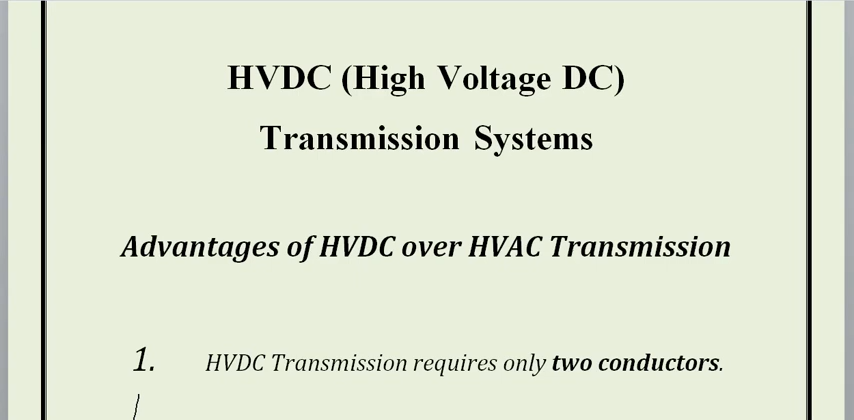 HVDC (High Voltage DC)
Transmission Systems
Advantages of HVDC over HVAC Transmission
1. HVDC Transmission requires only two conductors.